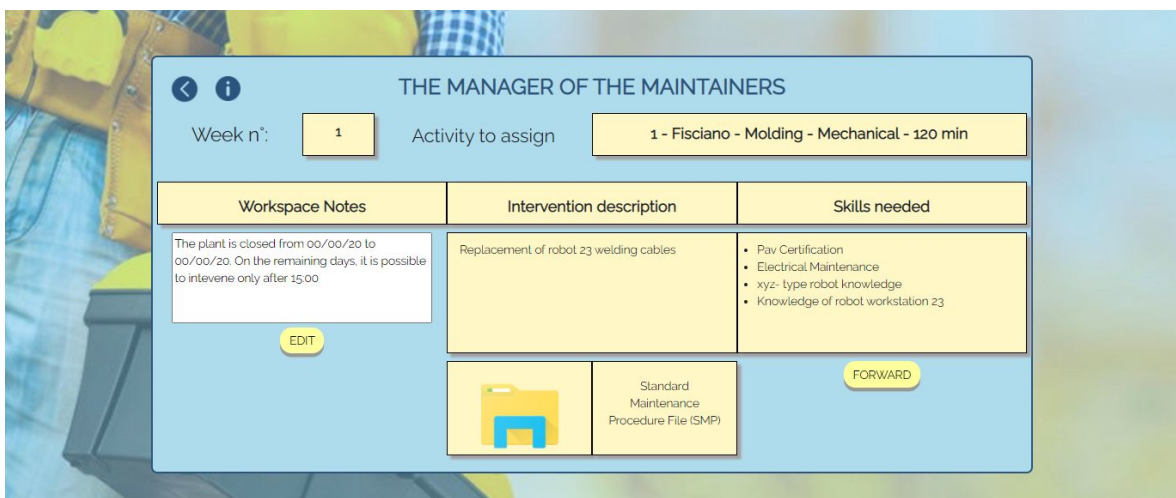 THE MANAGER OF THE MAINTAINERS
Week n°:
1
Activity to assign
1 - Fisciano - Molding - Mechanical - 120 min
Workspace Notes
Intervention description
Skills needed
The plant is closed from 00/00/20 to
00/00/20. On the remaining days, it is possible
to intevene only after 15:00
EDIT
Replacement of robot 23 welding cables
• Pav Certification
• Electrical Maintenance
• xyz- type robot knowledge
• Knowledge of robot workstation 23
Standard
Maintenance
Procedure File (SMP)
FORWARD